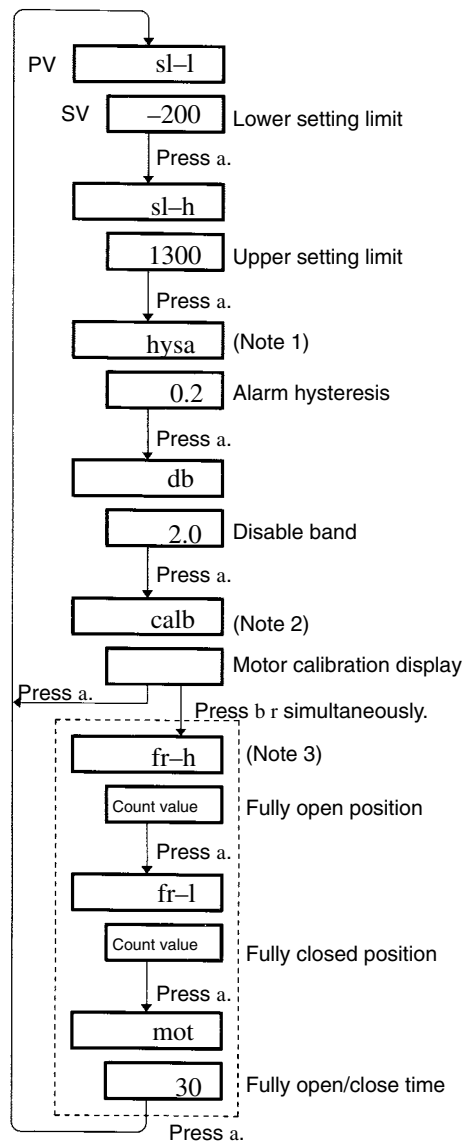 PV sl–l
SV –200 Lower setting limit
Press a.
sl–h
1300 Upper setting limit
Press a.
hysa (Note 1)
0.2 Alarm hysteresis
Press a.
db
2.0 Disable band
Press a.
calb (Note 2)
Motor calibration display
Press a.
Press b r simultaneously.
fr–h (Note 3)
Count value Fully open position
Press a.
fr–l
Count value Fully closed position
Press a.
mot
30 Fully open/close time
Press a.